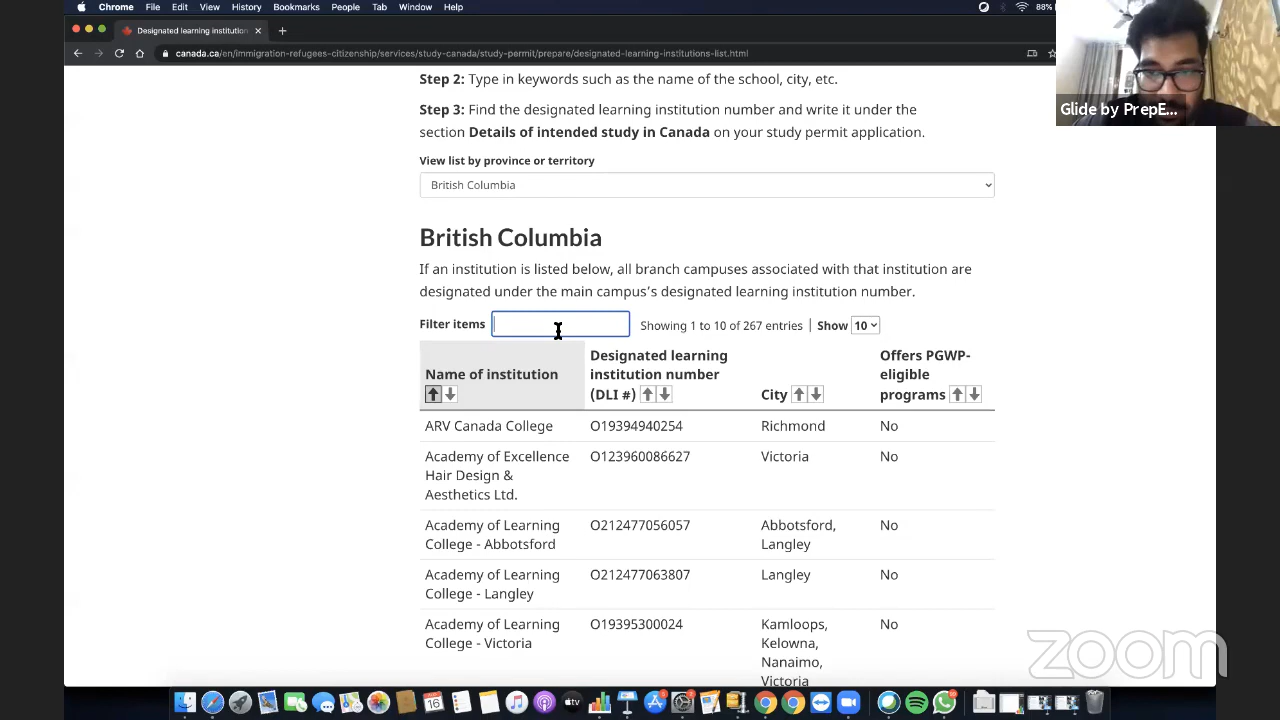 Chrome File Edit View History Bookmarks People Tab Window Help 88%
Designated learning institution
canada.ca/en/immigration-refugees-citizenship/services/study-canada/study-permit/prepare/designated-learning-institutions-list.html
Glide by PrepE...
Step 2: Type in keywords such as the name of the school, city, etc.
Step 3: Find the designated learning institution number and write it under the
section Details of intended study in Canada on your study permit application.
View list by province or territory
British Columbia
British Columbia
If an institution is listed below, all branch campuses associated with that institution are
designated under the main campus's designated learning institution number.
Filter items Showing 1 to 10 of 267 entries | Show 10
Name of institution
Designated learning
institution number
(DLI #)
City
Offers PGWP-
eligible
programs
ARV Canada College O19394940254 Richmond No
Academy of Excellence O123960086627 Victoria No
Hair Design &
Aesthetics Ltd.
Academy of Learning O212477056057 Abbotsford, No
College - Abbotsford Langley
Academy of Learning O212477063807 Langley No
College - Langley
Academy of Learning O19395300024 Kamloops, No
College - Victoria Kelowna,
Nanaimo,
Victoria
zoom
16
tv